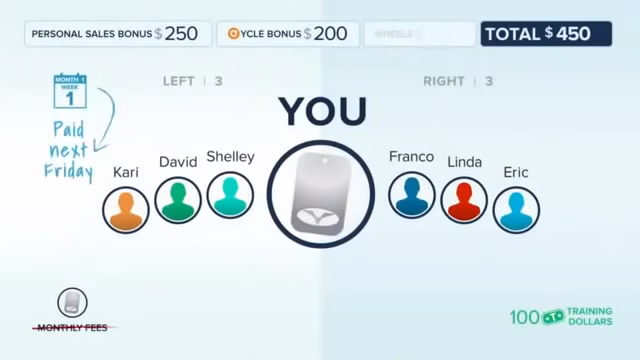 PERSONAL SALES BONUS $ 250
CYCLE BONUS $ 200
WHEELS
TOTAL $ 450
MONTH 1
WEEK
1
LEFT | 3
RIGHT | 3
YOU
Paid
next
Friday
Kari
David
Shelley
Franco
Linda
Eric
MONTHLY FEES
100 T TRAINING
DOLLARS